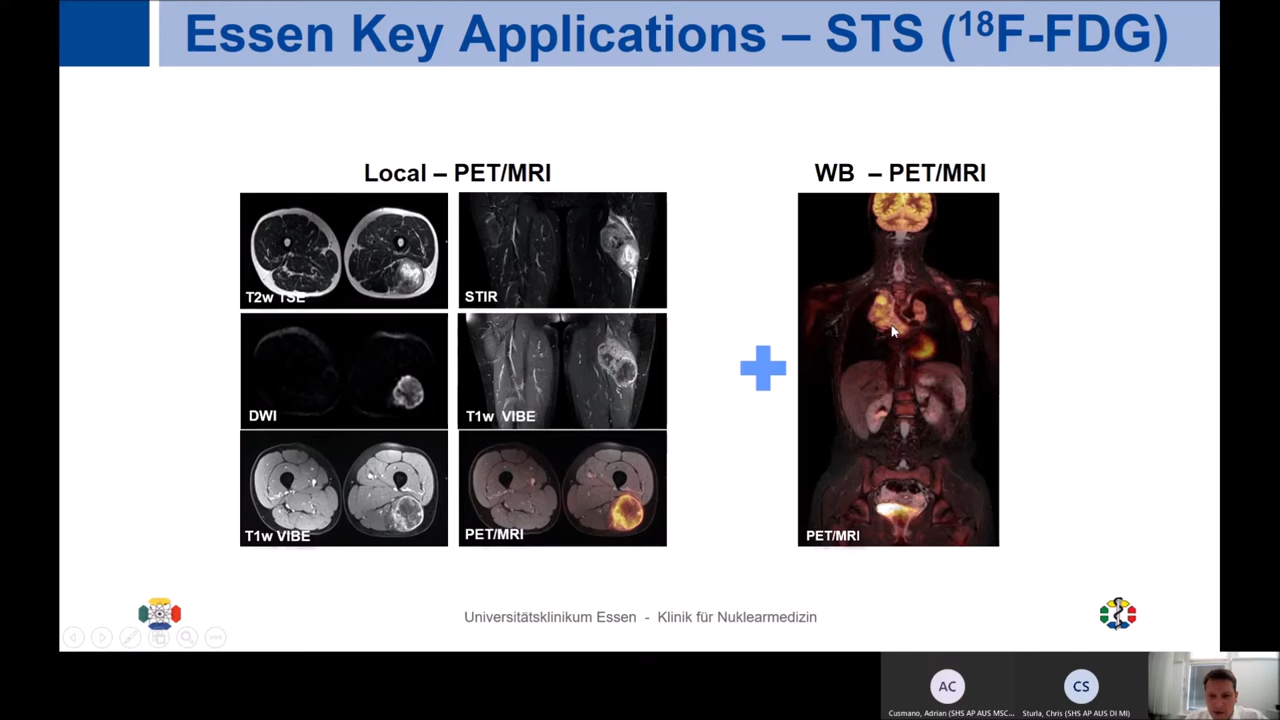 Essen Key Applications – STS (¹⁸F-FDG)
Local – PET/MRI
WB – PET/MRI
T2w TSE
STIR
DWI
T1w VIBE
T1w VIBE
PET/MRI
PET/MRI
Universitätsklinikum Essen - Klinik für Nuklearmedizin
AC
CS
Cusmano, Adrian (SHS AP AUS MSC...
Sturla, Chris (SHS AP AUS DI MI)